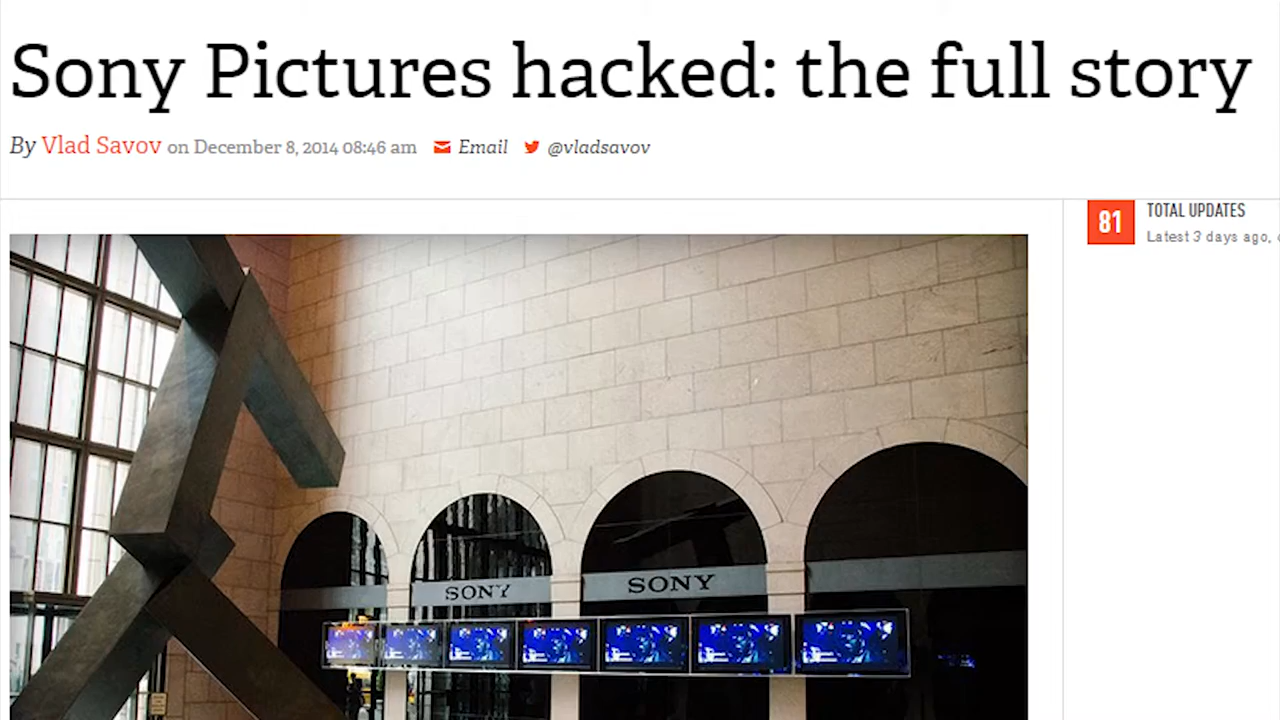 Sony Pictures hacked: the full story
By Vlad Savov on December 8, 2014 08:46 am Email @vladsavov
81 TOTAL UPDATES
Latest 3 days ago,
SONY
SONY